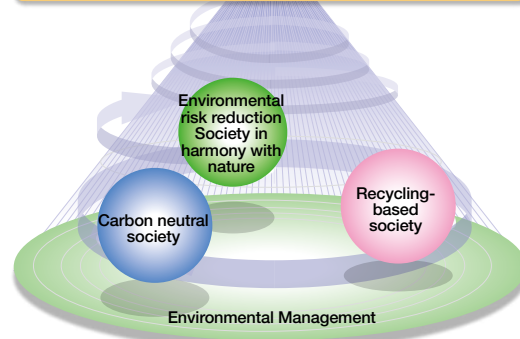 Environmental
risk reduction
Society in
harmony with
nature
Carbon neutral
society
Recycling-
based
society
Environmental Management